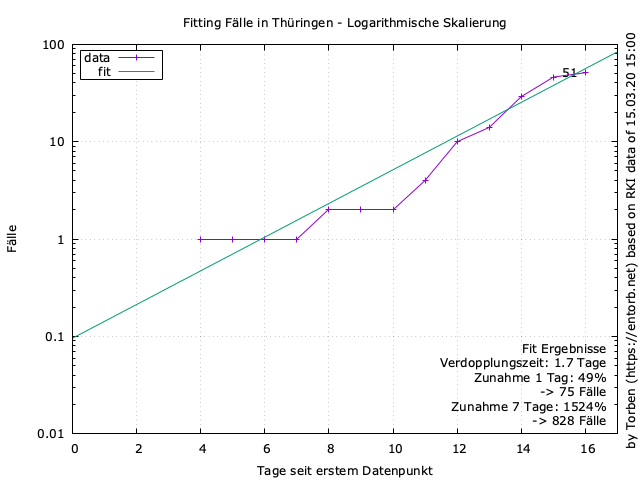 Fitting Fälle in Thüringen - Logarithmische Skalierung
100
10
1
0.1
0.01
Fälle
data
fit
51
Fit Ergebnisse
Verdopplungszeit: 1.7 Tage
Zunahme 1 Tag: 49%
-> 75 Fälle
Zunahme 7 Tage: 1524%
-> 828 Fälle
0 2 4 6 8 10 12 14 16
Tage seit erstem Datenpunkt
by Torben (https://entorb.net) based on RKI data of 15.03.20 15:00